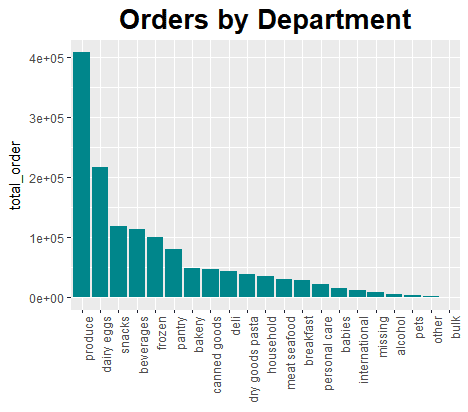 Orders by Department
total_order
4e+05
3e+05
2e+05
1e+05
0e+00
produce
dairy eggs
snacks
beverages
frozen
pantry
bakery
canned goods
deli
dry goods pasta
household
meat seafood
breakfast
personal care
babies
international
missing
alcohol
pets
other
bulk